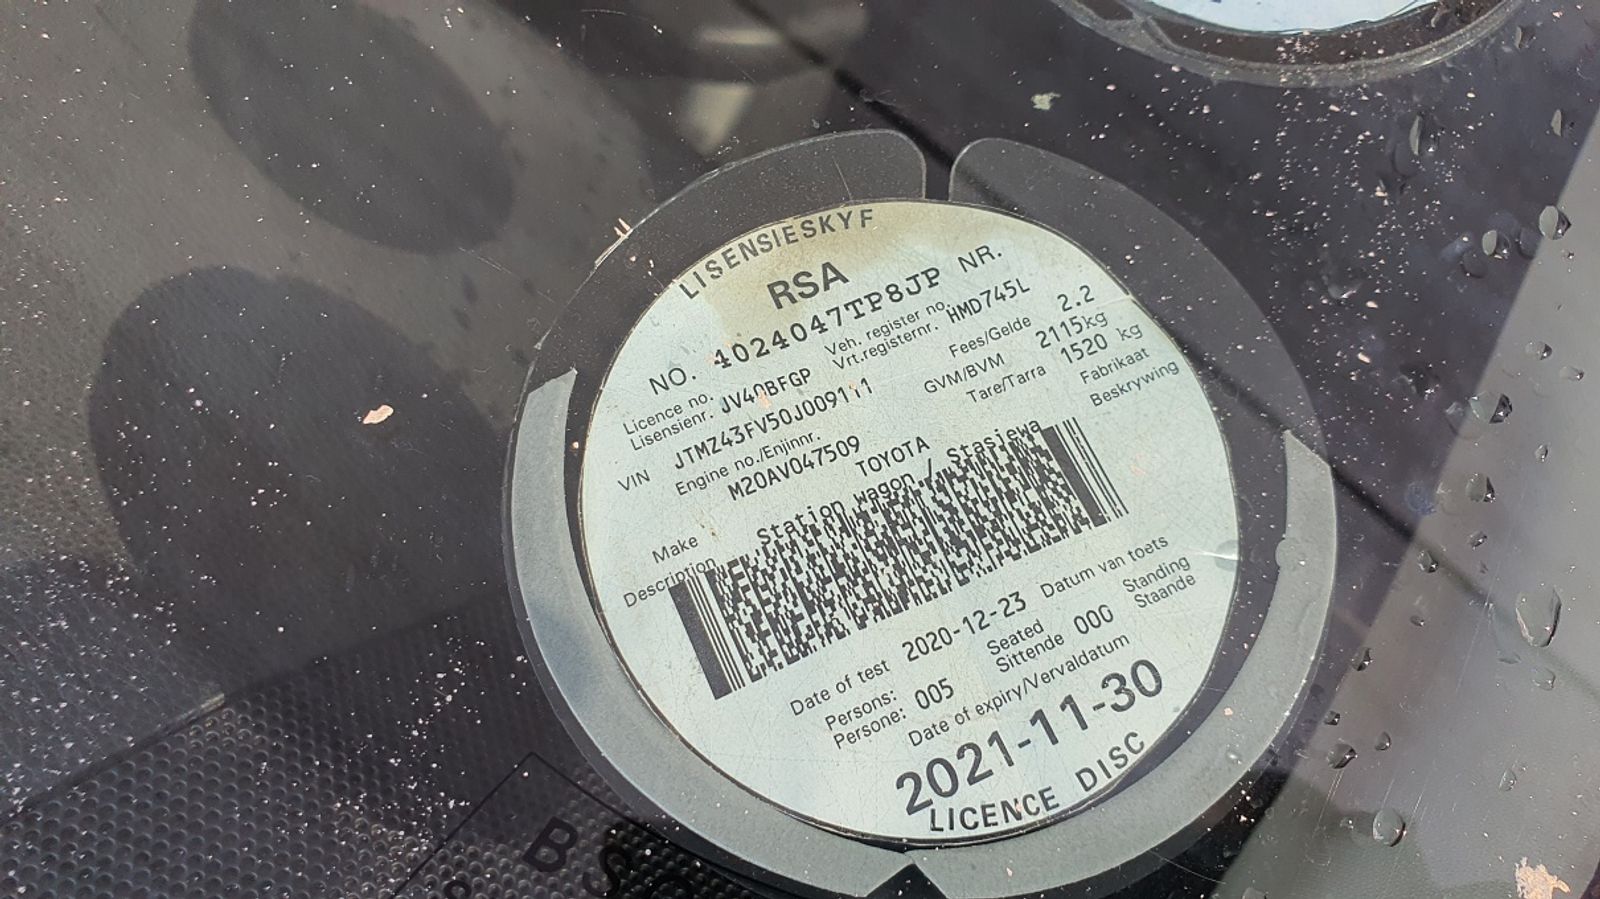 LISENSIESKYF
RSA
NO. 4024047TP8JP NR.
Licence no. Veh. register no.
Lisensienr. JV40BFGP Vrt.registernr. HMD745L
VIN JTMZ43FV50J009111 Fees/Gelde 2.2
Engine no./Enjinnr. GVM/BVM 2115kg
M20AV047509 Tare/Tarra 1520 kg
Make TOYOTA Fabrikaat
Description Station wagon / Stasiewa Beskrywing
Date of test 2020-12-23 Datum van toets
Persons: Seated Standing
Persone: 005 Sittende 000 Staande
Date of expiry/Vervaldatum
2021-11-30
LICENCE DISC